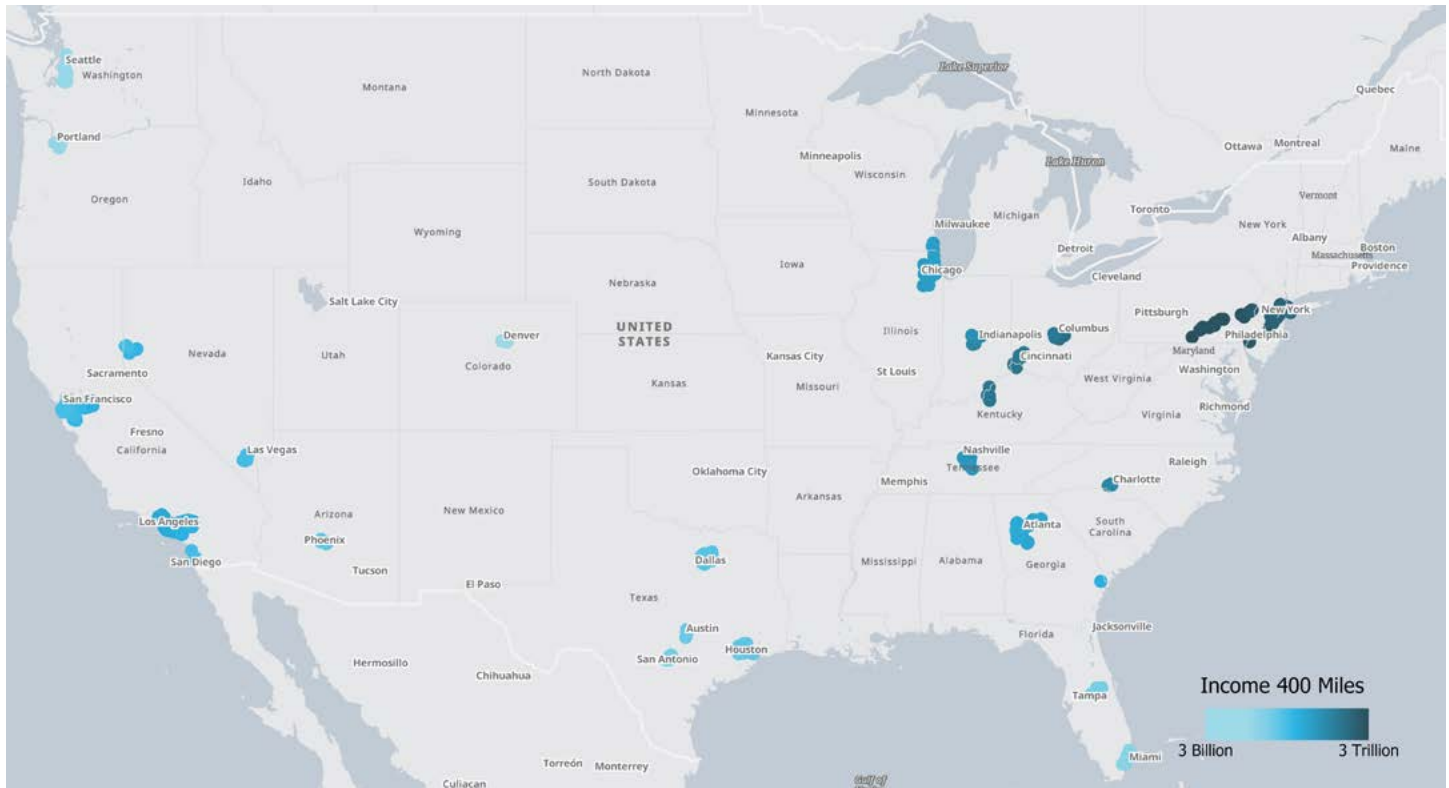 Seattle
Washington
Montana
North Dakota
Minnesota
Lake Superior
Quebec
Portland
Ottawa
Montreal
Maine
Minneapolis
Wisconsin
Lake Huron
Idaho
South Dakota
Oregon
Vermont
Toronto
Michigan
Milwaukee
New York
Wyoming
Albany
Detroit
Boston
Massachusetts
Providence
Iowa
Chicago
Cleveland
Nebraska
Salt Lake City
Pittsburgh
New York
UNITED
STATES
Illinois
Indianapolis
Columbus
Denver
Philadelphia
Nevada
Utah
Colorado
Kansas City
Cincinnati
Maryland
Sacramento
Kansas
Missouri
St Louis
West Virginia
Washington
San Francisco
Kentucky
Virginia
Richmond
Fresno
California
Las Vegas
Nashville
Tennessee
Raleigh
Oklahoma City
Memphis
Charlotte
Arkansas
New Mexico
Arizona
Los Angeles
Atlanta
South
Carolina
Phoenix
San Diego
Dallas
Mississippi
Alabama
Georgia
Tucson
El Paso
Texas
Austin
Florida
Jacksonville
San Antonio
Houston
Hermosillo
Chihuahua
Tampa
Income 400 Miles
3 Billion
3 Trillion
Miami
Torreón
Monterrey
Culiacan
Gulf of